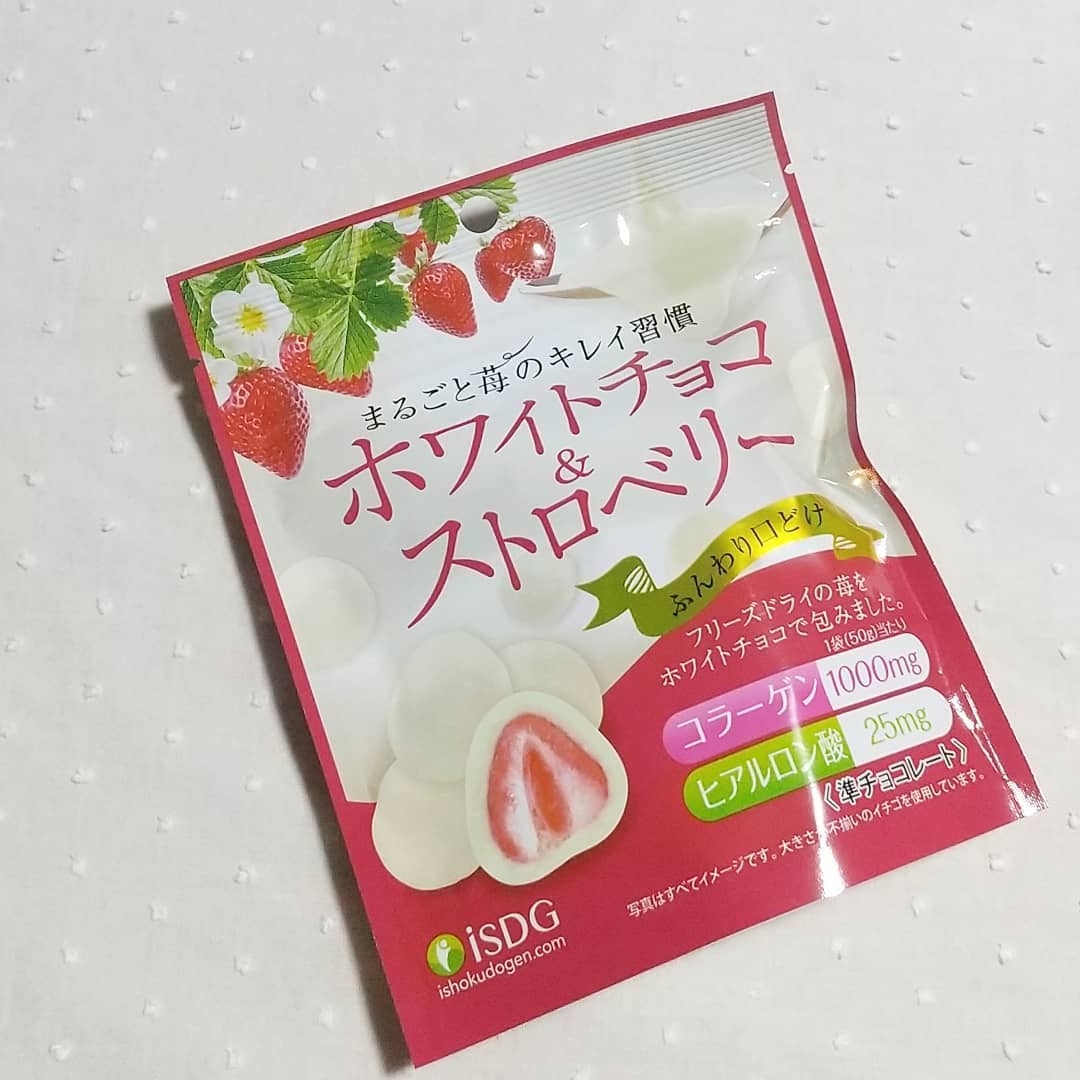 まるごと苺のキレイ習慣
ホワイトチョコ
&
ストロベリー
ふんわり口どけ
フリーズドライの苺を
ホワイトチョコで包みました。
1袋(50g)当たり
コラーゲン 1000mg
ヒアルロン酸 25mg
〈準チョコレート〉
写真はすべてイメージです。大きさ不揃いのイチゴを使用しています。
iSDG
ishokudogen.com